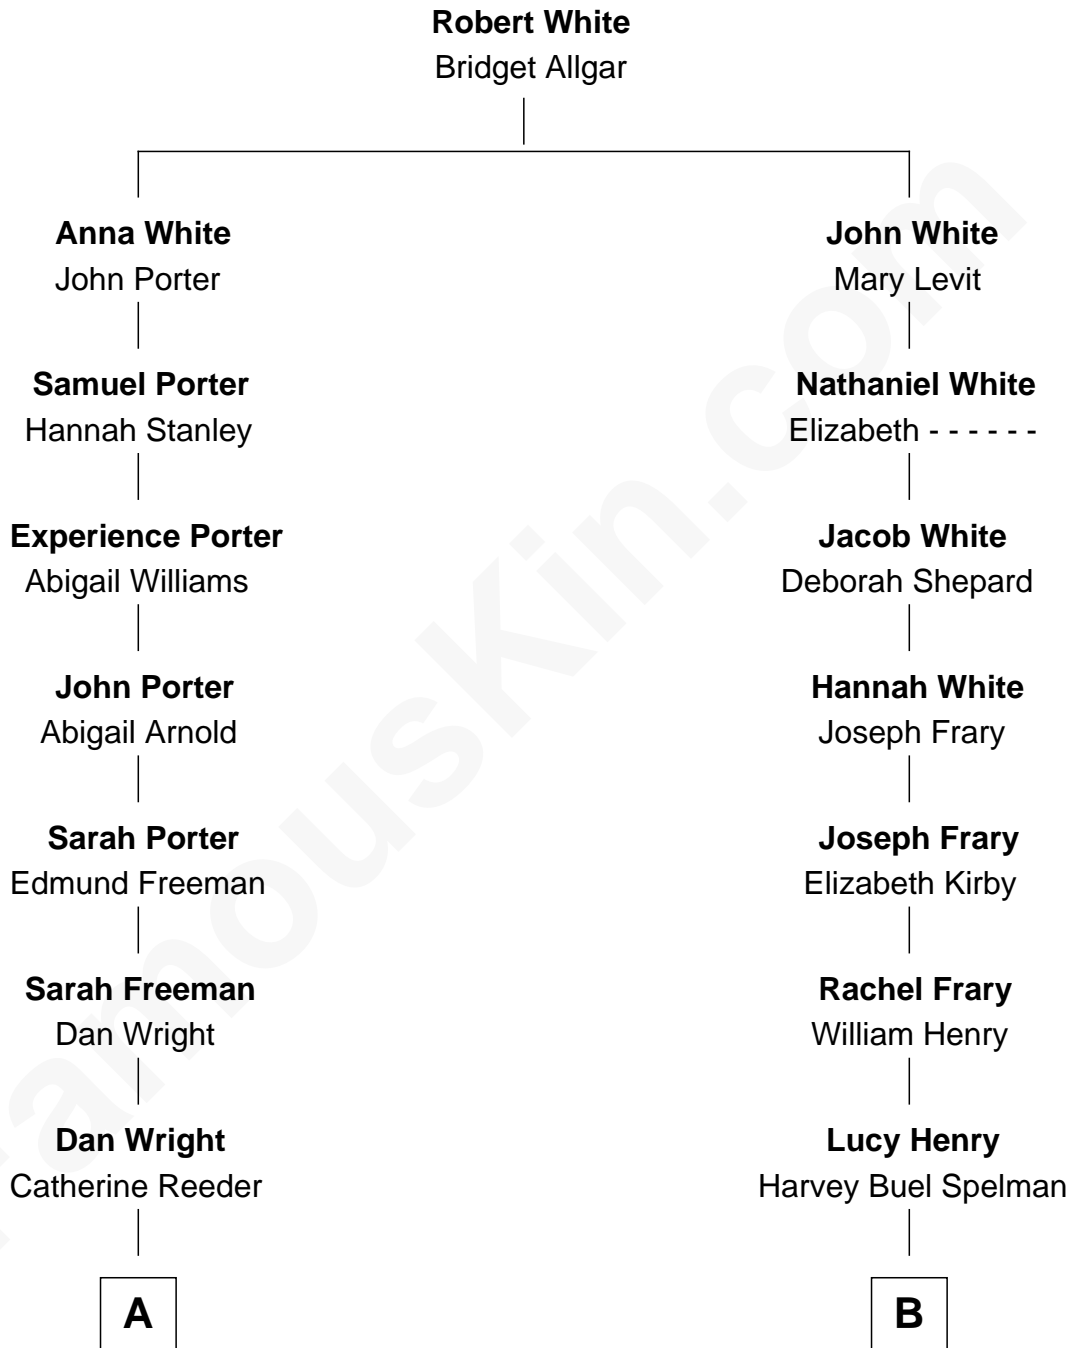 Robert White
Bridget Allgar
Anna White
John Porter
Samuel Porter
Hannah Stanley
Experience Porter
Abigail Williams
John Porter
Abigail Arnold
Sarah Porter
Edmund Freeman
Sarah Freeman
Dan Wright
Dan Wright
Catherine Reeder
A
John White
Mary Levit
Nathaniel White
Elizabeth - - - - - -
Jacob White
Deborah Shepard
Hannah White
Joseph Frary
Joseph Frary
Elizabeth Kirby
Rachel Frary
William Henry
Lucy Henry
Harvey Buel Spelman
B
FamousKin.com